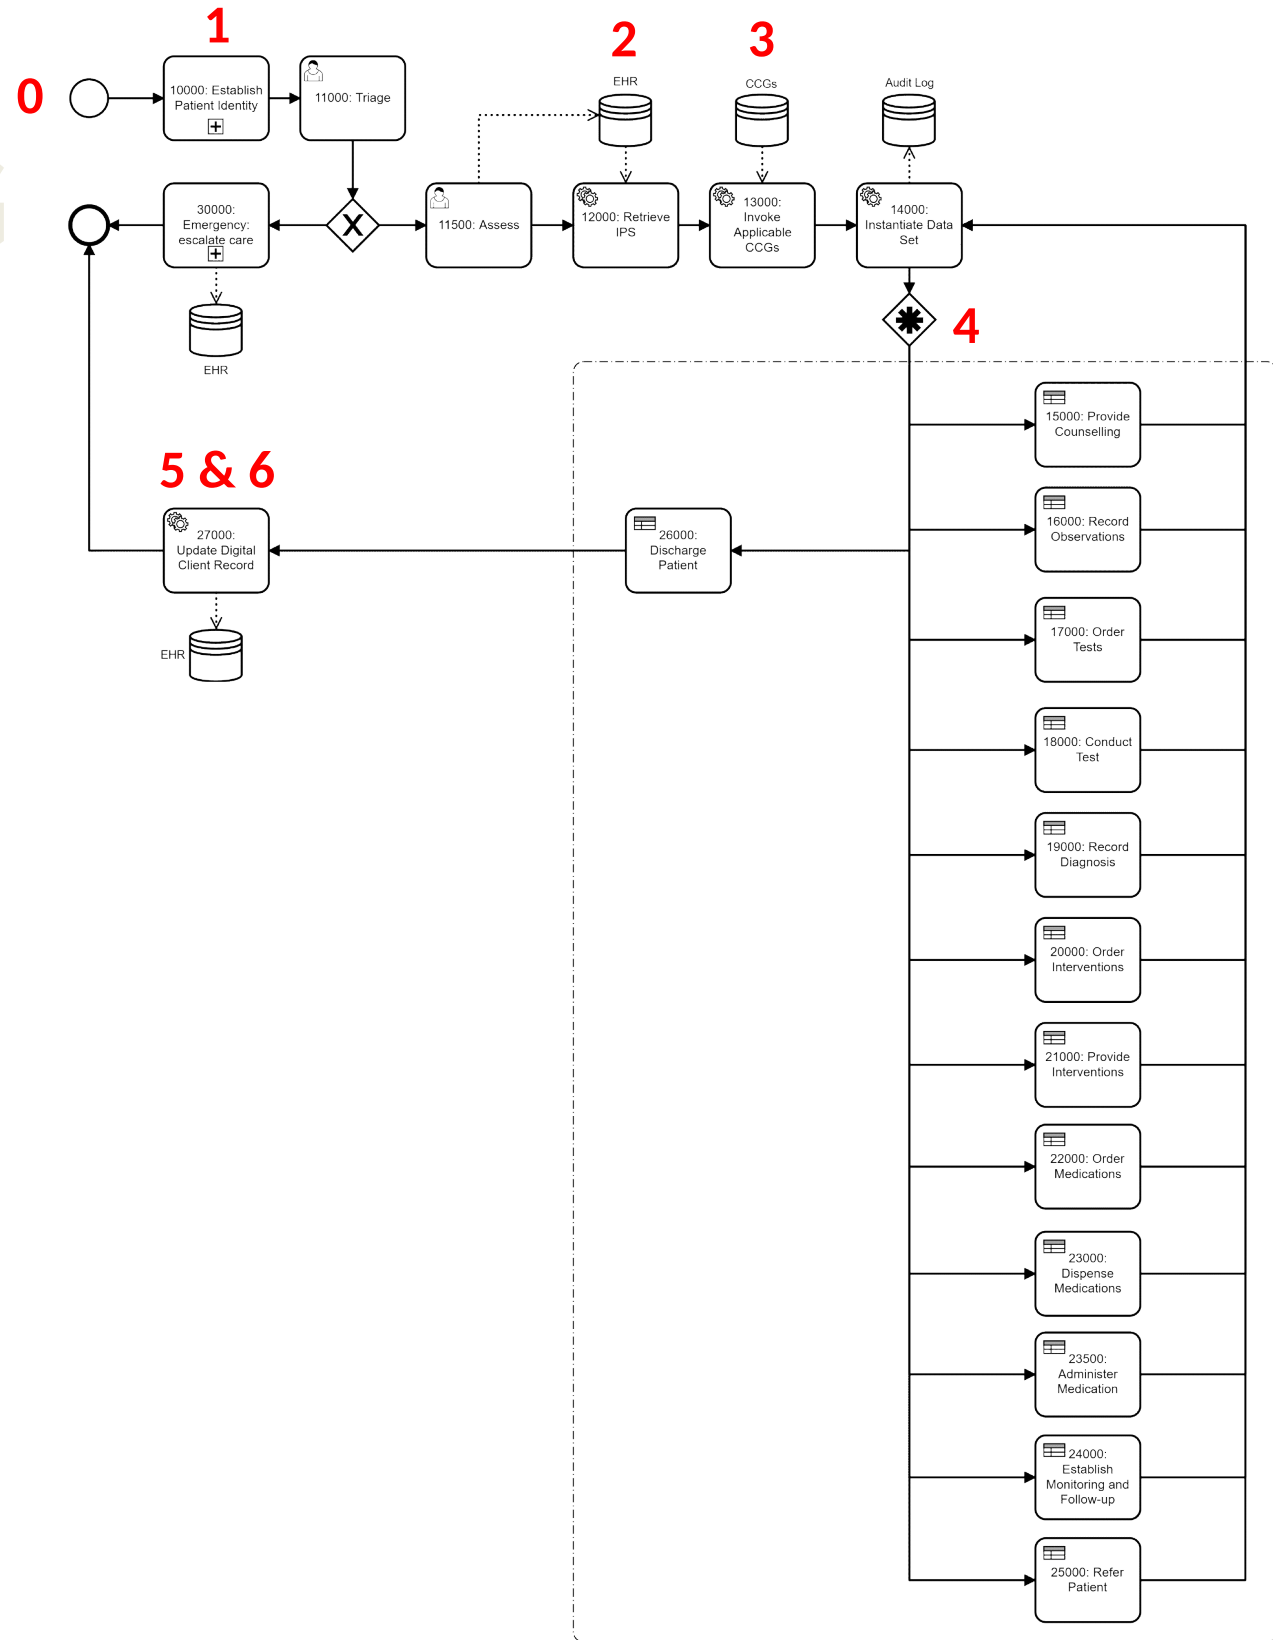 1
2
3
0
10000: Establish
Patient Identity
11000: Triage
EHR
CCGs
Audit Log
30000:
Emergency:
escalate care
X
11500: Assess
12000: Retrieve
IPS
13000:
Invoke
Applicable
CCGs
14000:
Instantiate Data
Set
EHR
4
15000: Provide
Counselling
5 & 6
16000: Record
Observations
27000:
Update Digital
Client Record
26000:
Discharge
Patient
EHR
17000: Order
Tests
18000: Conduct
Test
19000: Record
Diagnosis
20000: Order
Interventions
21000: Provide
Interventions
22000: Order
Medications
23000:
Dispense
Medications
23500:
Administer
Medication
24000:
Establish
Monitoring and
Follow-up
25000: Refer
Patient